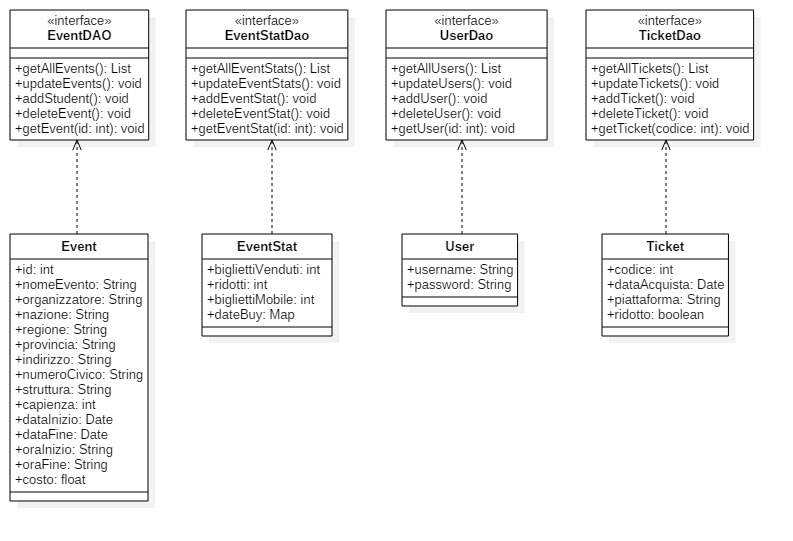 «interface»
EventDAO
+getAllEvents(): List
+updateEvents(): void
+addStudent(): void
+deleteEvent(): void
+getEvent(id: int): void
«interface»
EventStatDao
+getAllEventStats(): List
+updateEventStats(): void
+addEventStat(): void
+deleteEventStat(): void
+getEventStat(id: int): void
«interface»
UserDao
+getAllUsers(): List
+updateUsers(): void
+addUser(): void
+deleteUser(): void
+getUser(id: int): void
«interface»
TicketDao
+getAllTickets(): List
+updateTickets(): void
+addTicket(): void
+deleteTicket(): void
+getTicket(codice: int): void
Event
+id: int
+nomeEvento: String
+organizzatore: String
+nazione: String
+regione: String
+provincia: String
+indirizzo: String
+numeroCivico: String
+struttura: String
+capienza: int
+dataInizio: Date
+dataFine: Date
+oraInizio: String
+oraFine: String
+costo: float
EventStat
+bigliettiVenduti: int
+ridotti: int
+bigliettiMobile: int
+dateBuy: Map
User
+username: String
+password: String
Ticket
+codice: int
+dataAcquista: Date
+piattaforma: String
+ridotto: boolean